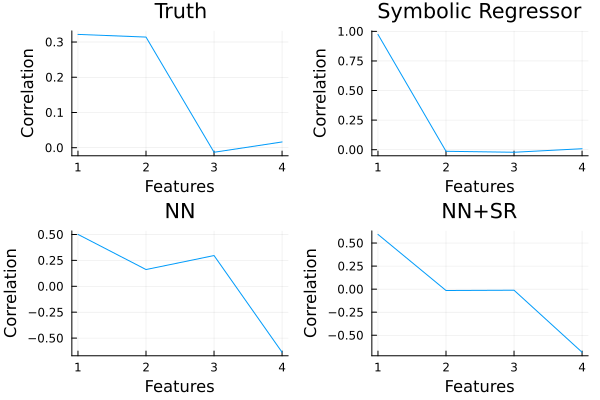 Truth
Correlation
0.3
0.2
0.1
0.0
1 2 3 4
Features
Symbolic Regressor
Correlation
1.00
0.75
0.50
0.25
0.00
1 2 3 4
Features
NN
Correlation
0.50
0.25
0.00
−0.25
−0.50
1 2 3 4
Features
NN+SR
Correlation
0.50
0.25
0.00
−0.25
−0.50
1 2 3 4
Features